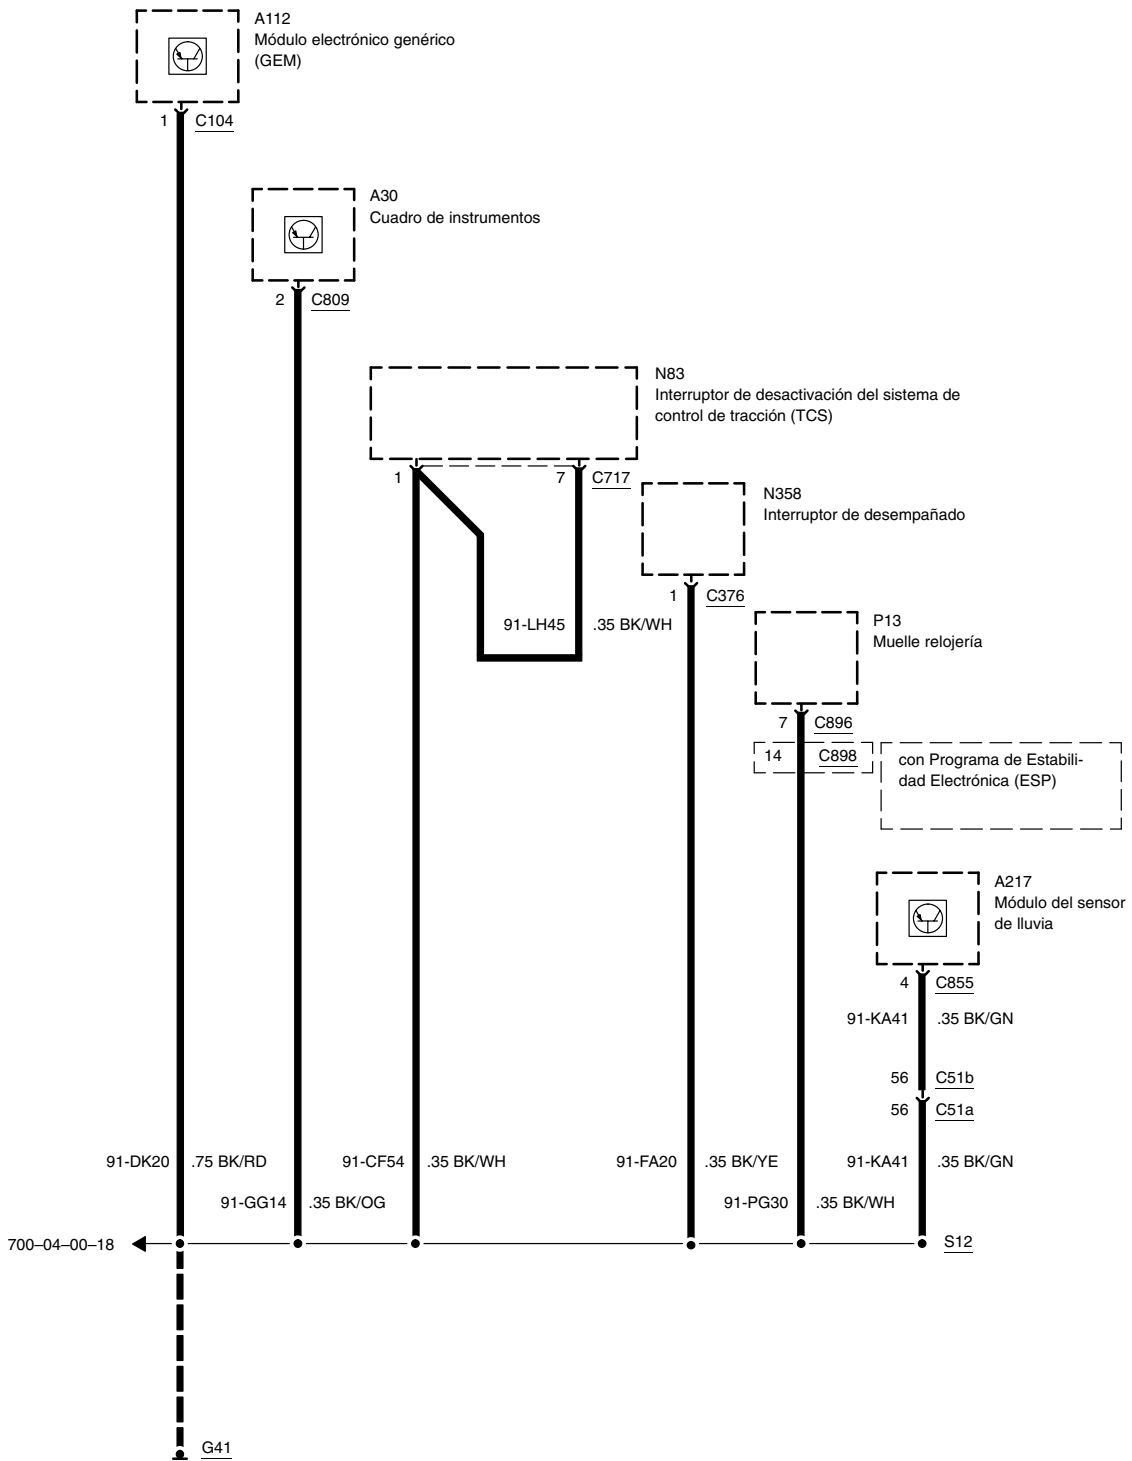 A112
Módulo electrónico genérico
(GEM)
1 C104
A30
Cuadro de instrumentos
2 C809
N83
Interruptor de desactivación del sistema de
control de tracción (TCS)
1 7 C717
N358
Interruptor de desempañado
1 C376
91-LH45 .35 BK/WH
P13
Muelle relojería
7 C896
14 C898
con Programa de Estabili-
dad Electrónica (ESP)
A217
Módulo del sensor
de lluvia
4 C855
91-KA41 .35 BK/GN
56 C51b
56 C51a
91-DK20 .75 BK/RD 91-CF54 .35 BK/WH 91-FA20 .35 BK/YE 91-KA41 .35 BK/GN
91-GG14 .35 BK/OG 91-PG30 .35 BK/WH
700–04–00–18 S12
G41